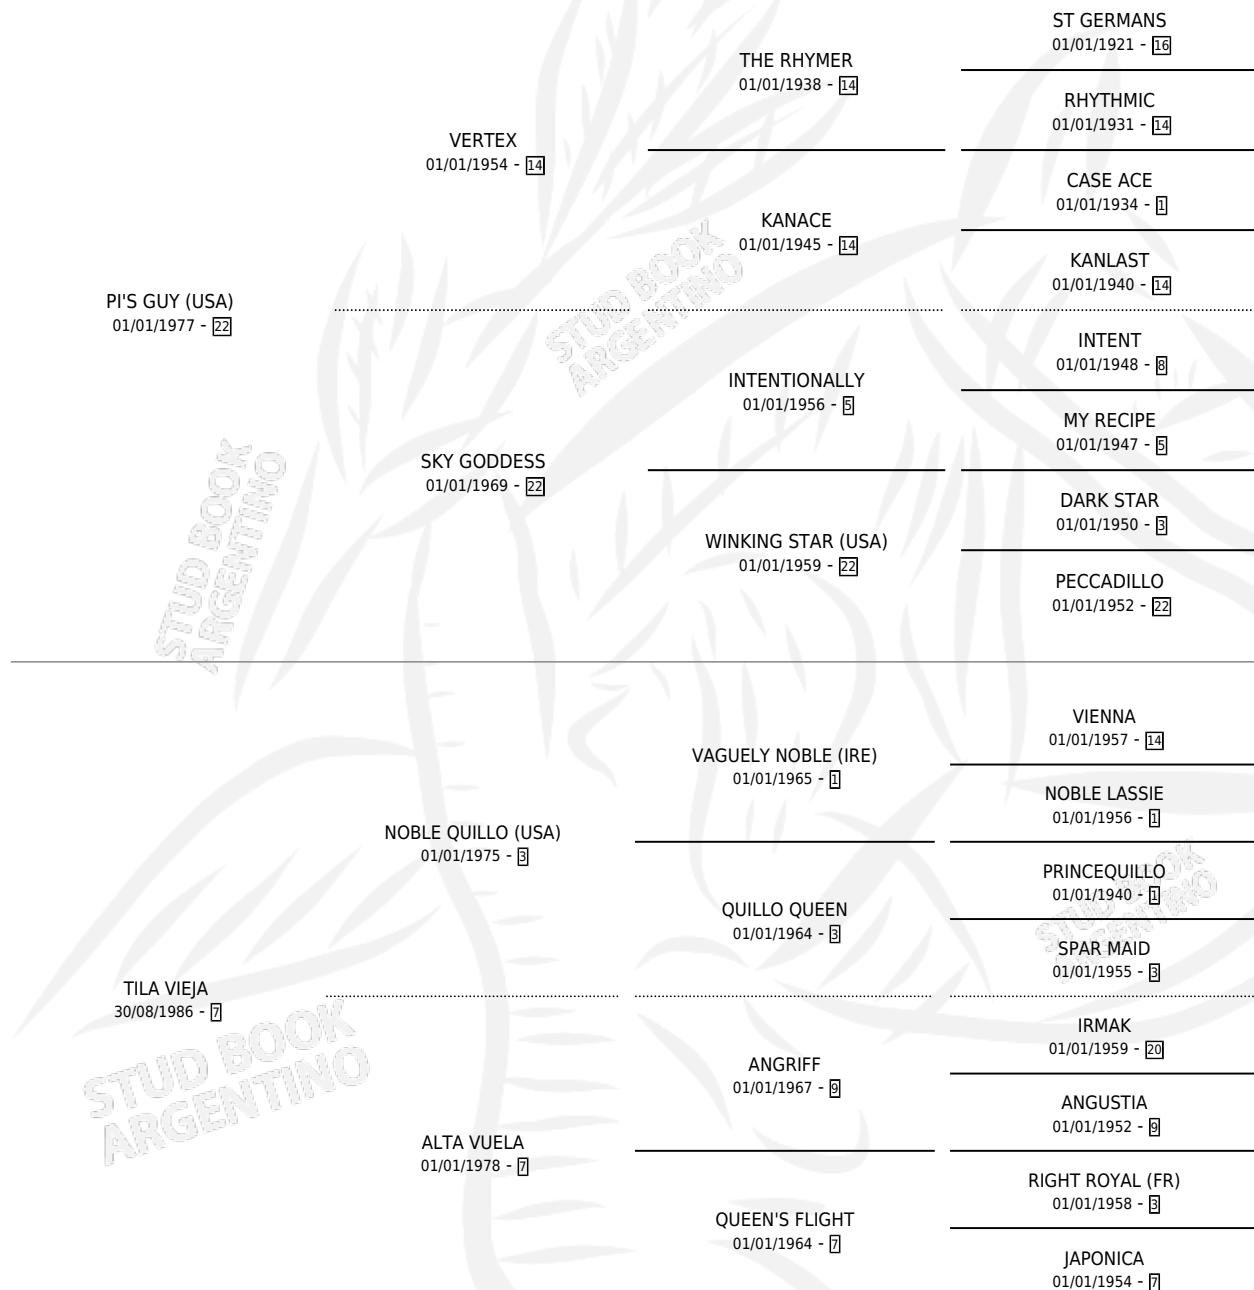 ST GERMANS
01/01/1921 - 16
THE RHYMER
01/01/1938 - 14
RHYTHMIC
01/01/1931 - 14
VERTEX
01/01/1954 - 14
CASE ACE
01/01/1934 - 1
KANACE
01/01/1945 - 14
KANLAST
01/01/1940 - 14
PI'S GUY (USA)
01/01/1977 - 22
INTENT
01/01/1948 - 8
INTENTIONALLY
01/01/1956 - 5
MY RECIPE
01/01/1947 - 5
SKY GODDESS
01/01/1969 - 22
DARK STAR
01/01/1950 - 3
WINKING STAR (USA)
01/01/1959 - 22
PECCADILLO
01/01/1952 - 22
VIENNA
01/01/1957 - 14
VAGUELY NOBLE (IRE)
01/01/1965 - 1
NOBLE LASSIE
01/01/1956 - 1
NOBLE QUILLO (USA)
01/01/1975 - 3
PRINCEQUILLO
01/01/1940 - 1
QUILLO QUEEN
01/01/1964 - 3
SPAR MAID
01/01/1955 - 3
TILA VIEJA
30/08/1986 - 7
IRMAK
01/01/1959 - 20
ANGRIFF
01/01/1967 - 9
ANGUSTIA
01/01/1952 - 9
ALTA VUELA
01/01/1978 - 7
RIGHT ROYAL (FR)
01/01/1958 - 3
QUEEN'S FLIGHT
01/01/1964 - 7
JAPONICA
01/01/1954 - 7
STUD BOOK
ARGENTINO
STUD BOOK
ARGENTINO
STUD BOOK
ARGENTINO
STUD BOOK
ARGENTINO